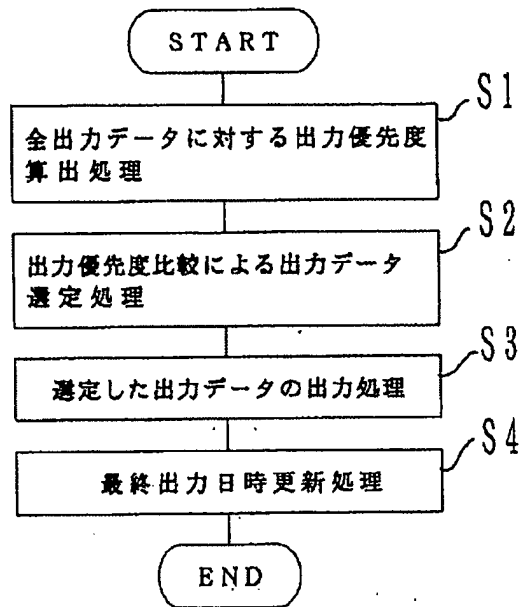 START
S1
全出力データに対する出力優先度
算出処理
S2
出力優先度比較による出力データ
選定処理
S3
選定した出力データの出力処理
S4
最終出力日時更新処理
END